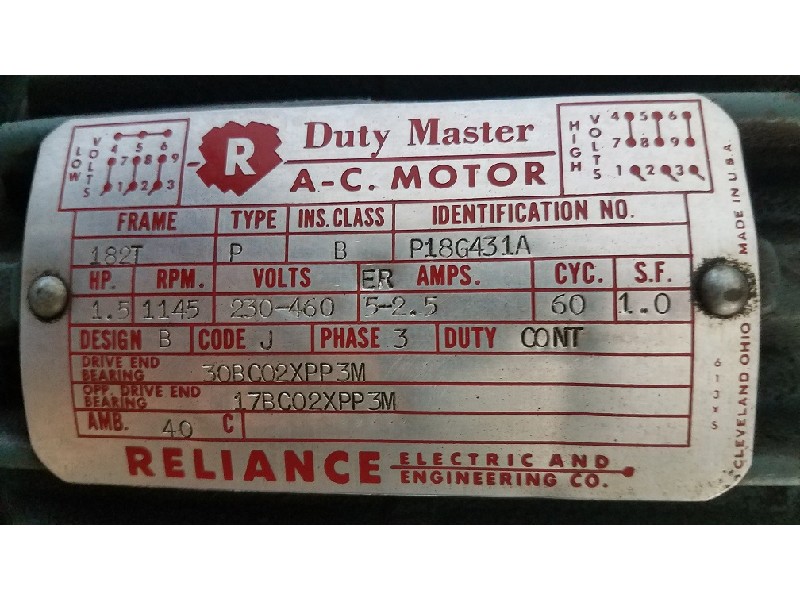 LOW VOLTS
4 5 6
7 8 9
1 2 3
R
Duty Master
A-C. MOTOR
HIGH VOLTS
4 5 6
7 8 9
1 2 3
FRAME TYPE INS. CLASS IDENTIFICATION NO.
182T P B P18G431A
HP. RPM. VOLTS ER AMPS. CYC. S.F.
1.5 1145 230-460 5-2.5 60 1.0
DESIGN B CODE J PHASE 3 DUTY CONT
DRIVE END
BEARING 30BC02XPP3M
OPP. DRIVE END
BEARING 17BC02XPP3M
AMB. 40 C
RELIANCE ELECTRIC AND
ENGINEERING CO.
CLEVELAND OHIO MADE IN U.S.A.